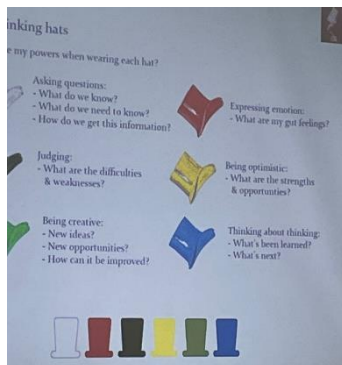 inking hats
e my powers when wearing each hat?
Asking questions:
- What do we know?
- What do we need to know?
- How do we get this information?
Expressing emotion:
- What are my gut feelings?
Judging:
- What are the difficulties
& weaknesses?
Being optimistic:
- What are the strengths
& opportunties?
Being creative:
- New ideas?
- New opportunities?
- How can it be improved?
Thinking about thinking:
- What's been learned?
- What's next?